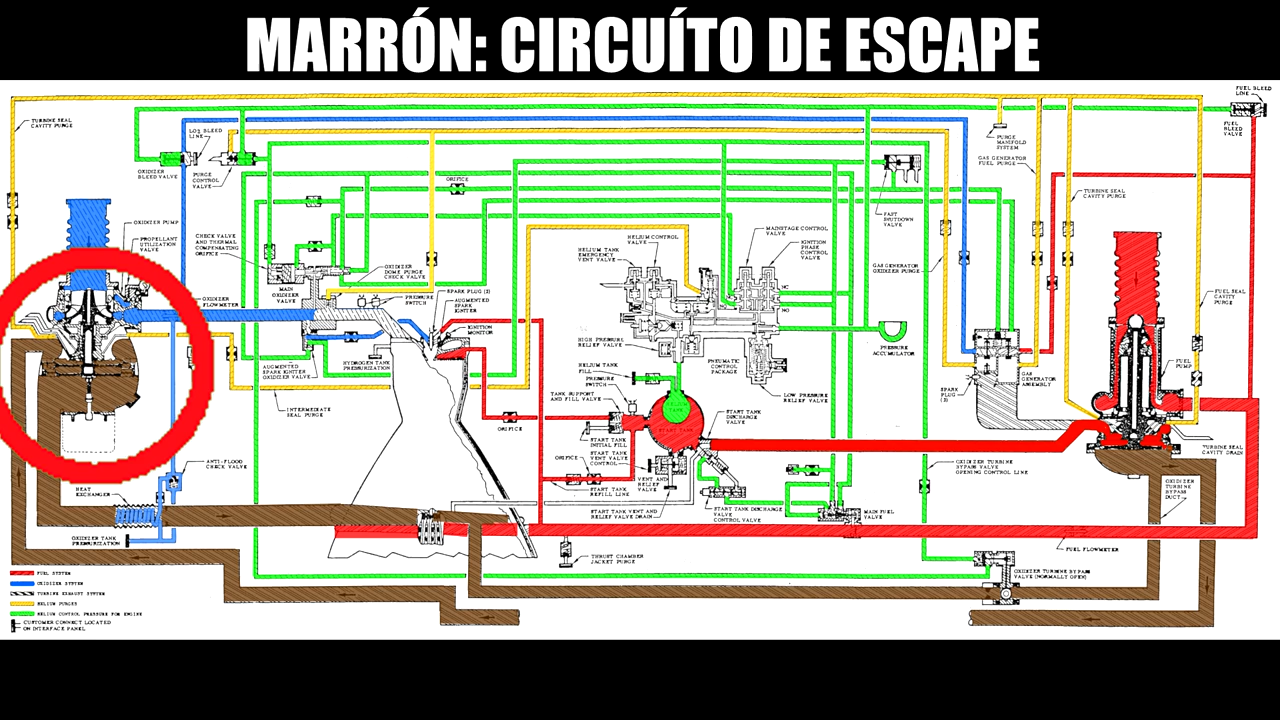 MARRÓN: CIRCUÍTO DE ESCAPE
FUEL BLEED
LINE
TURBINE SEAL
CAVITY PURGE
LO2 BLEED
LINE
FUEL
BLEED
VALVE
PURGE
MANIFOLD
SYSTEM
OXIDIZER
BLEED VALVE
PURGE
CONTROL
VALVE
GAS GENERATOR
FUEL PURGE
ORIFICE
TURBINE SEAL
CAVITY PURGE
FAST
SHUTDOWN
VALVE
OXIDIZER PUMP
PROPELLANT
UTILIZATION
VALVE
CHECK VALVE
AND THERMAL
COMPENSATING
ORIFICE
HELIUM CONTROL
VALVE
MAINSTAGE CONTROL
VALVE
IGNITION
PHASE
CONTROL
VALVE
HELIUM TANK
EMERGENCY
VENT VALVE
OXIDIZER
DOME PURGE
CHECK VALVE
GAS GENERATOR
OXIDIZER PURGE
MAIN
OXIDIZER
VALVE
SPARK PLUG (2)
NC
NO
OXIDIZER
FLOWMETER
PRESSURE
SWITCH
AUGMENTED
SPARK
IGNITER
FUEL SEAL
CAVITY
PURGE
IGNITION
MONITOR
HIGH PRESSURE
RELIEF VALVE
PRESSURE
ACCUMULATOR
HYDROGEN TANK
PRESSURIZATION
AUGMENTED
SPARK IGNITER
OXIDIZER VALVE
HELIUM TANK
FILL
PRESSURE
SWITCH
PNEUMATIC
CONTROL
PACKAGE
FUEL
PUMP
GAS
GENERATOR
ASSEMBLY
SPARK
PLUG
(2)
TANK SUPPORT
AND FILL VALVE
LOW PRESSURE
RELIEF VALVE
HELIUM
TANK
INTERMEDIATE
SEAL PURGE
START TANK
DISCHARGE
VALVE
ORIFICE
START TANK
START TANK
INITIAL FILL
START TANK
VENT VALVE
CONTROL
TURBINE SEAL
CAVITY DRAIN
ORIFICE
ANTI-FLOOD
CHECK VALVE
OXIDIZER TURBINE
BYPASS VALVE
OPENING CONTROL LINE
VENT AND
RELIEF
VALVE
OXIDIZER
TURBINE
BYPASS
DUCT
HEAT
EXCHANGER
START TANK
REFILL LINE
START TANK VENT AND
RELIEF VALVE DRAIN
START TANK DISCHARGE
VALVE
CONTROL VALVE
MAIN FUEL
VALVE
OXIDIZER TANK
PRESSURIZATION
FUEL FLOWMETER
THRUST CHAMBER
JACKET PURGE
OXIDIZER TURBINE BYPASS
VALVE (NORMALLY OPEN)
FUEL SYSTEM
OXIDIZER SYSTEM
TURBINE EXHAUST SYSTEM
HELIUM PURGES
HELIUM CONTROL PRESSURE FOR ENGINE
CUSTOMER CONNECT LOCATED
ON INTERFACE PANEL